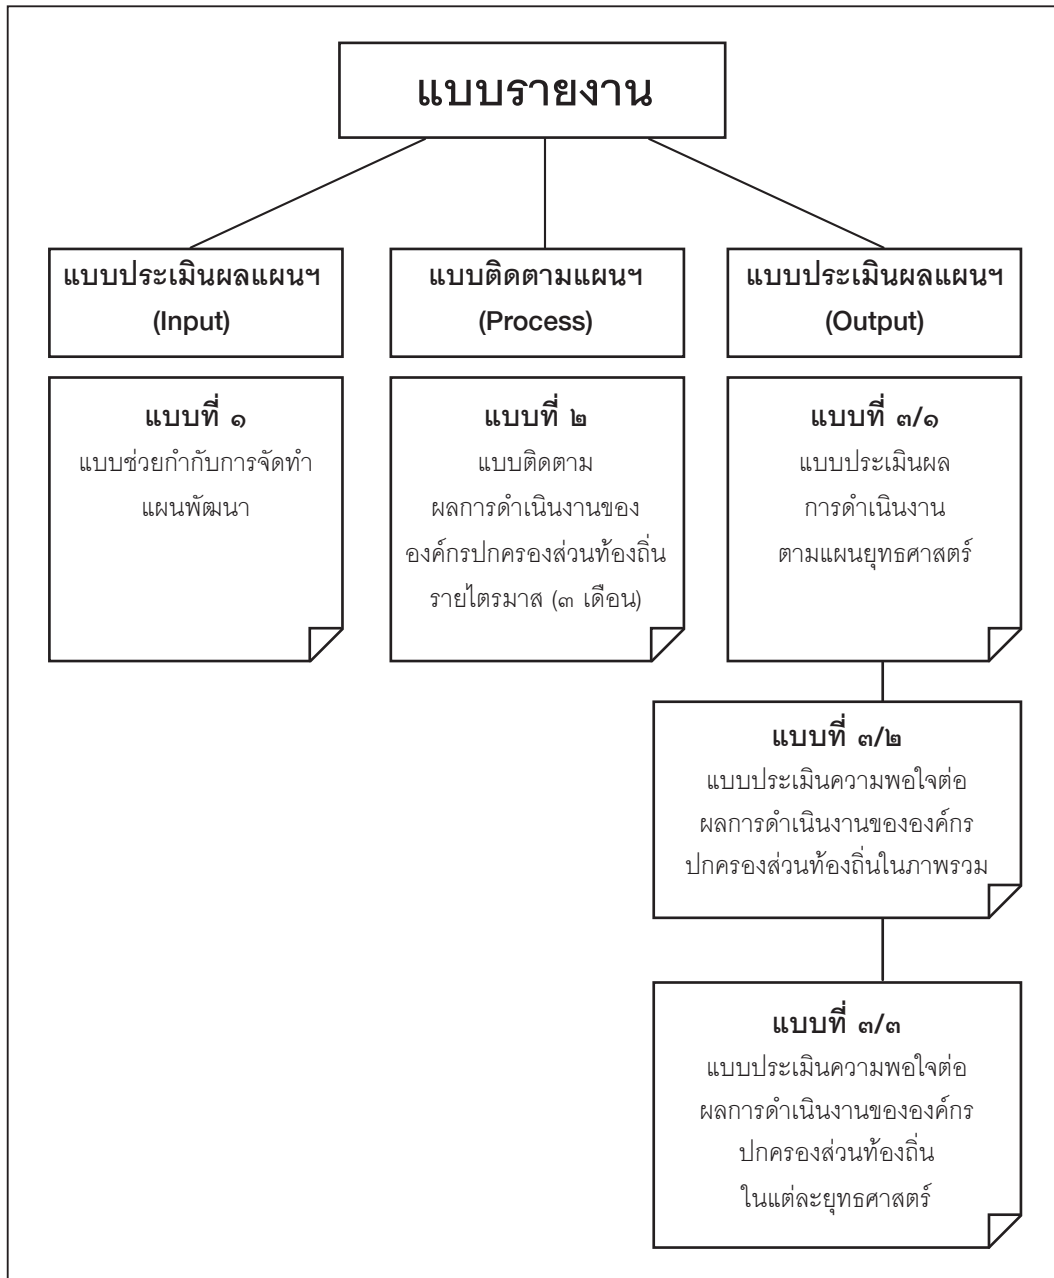 แบบรายงาน
แบบประเมินผลแผนฯ
(Input)
แบบที่ ๑
แบบช่วยกำกับการจัดทำ
แผนพัฒนา
แบบติดตามแผนฯ
(Process)
แบบที่ ๒
แบบติดตาม
ผลการดำเนินงานของ
องค์กรปกครองส่วนท้องถิ่น
รายไตรมาส (๓ เดือน)
แบบประเมินผลแผนฯ
(Output)
แบบที่ ๓/๑
แบบประเมินผล
การดำเนินงาน
ตามแผนยุทธศาสตร์
แบบที่ ๓/๒
แบบประเมินความพอใจต่อ
ผลการดำเนินงานขององค์กร
ปกครองส่วนท้องถิ่นในภาพรวม
แบบที่ ๓/๓
แบบประเมินความพอใจต่อ
ผลการดำเนินงานขององค์กร
ปกครองส่วนท้องถิ่น
ในแต่ละยุทธศาสตร์